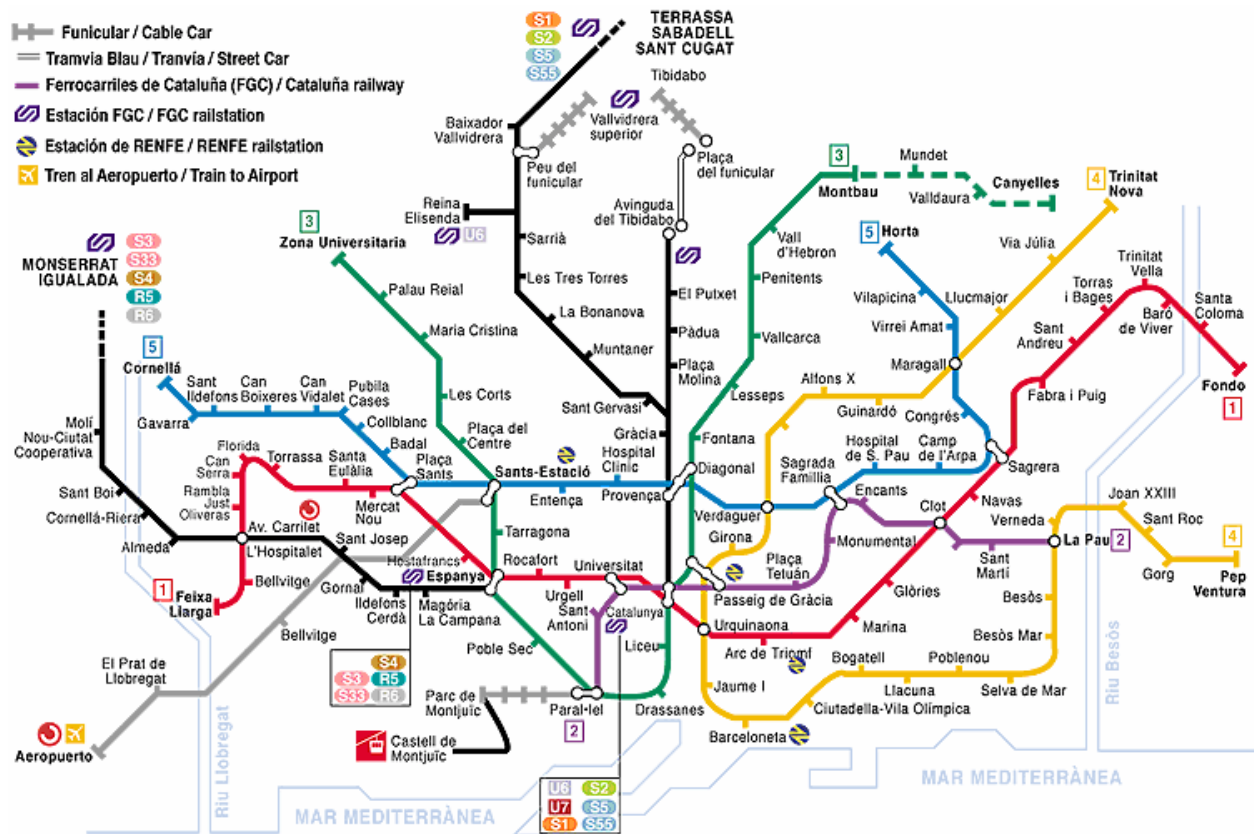 Funicular / Cable Car
Tramvia Blau / Tranvía / Street Car
Ferrocarriles de Cataluña (FGC) / Cataluña railway
Estación FGC / FGC railstation
Estación de RENFE / RENFE railstation
Tren al Aeropuerto / Train to Airport
S1
S2
S5
S55
TERRASSA
SABADELL
SANT CUGAT
Tibidabo
Vallvidrera
superior
Baixador
Vallvidrera
Peu del
funicular
Plaça
del funicular
Reina
Elisenda
U6
Avinguda
del Tibidabo
Sarrià
Les Tres Torres
La Bonanova
Muntaner
Sant Gervasi
El Putxet
Pàdua
Plaça
Molina
Gràcia
Provença
3
Montbau
Mundet
Valldaura
Canyelles
Vall
d'Hebron
Penitents
Vallcarca
Lesseps
Fontana
Diagonal
4
Trinitat
Nova
Via Júlia
Llucmajor
Maragall
Guinardó
Alfons X
5
Horta
Vilapicina
Virrei Amat
Congrés
Trinitat
Vella
Torras
i Bages
Sant
Andreu
Fabra i Puig
Baró
de Viver
Santa
Coloma
Fondo
1
Sagrera
Navas
Clot
Glòries
Marina
Arc de Triomf
Urquinaona
3
Zona Universitaria
Palau Reial
Maria Cristina
Les Corts
Plaça del
Centre
Sants-Estació
Tarragona
MONSERRAT
IGUALADA
S3
S33
S4
R5
R6
5
Cornellá
Gavarra
Sant
Ildefons
Can
Boixeres
Can
Vidalet
Pubila
Cases
Collblanc
Badal
Plaça
Sants
Entença
Hospital
Clinic
Verdaguer
Sagrada
Famillia
Hospital
de S. Pau
Camp
de l'Arpa
Encants
Monumental
Plaça
Tetuán
Girona
Passeig de Gràcia
Molí
Nou-Ciutat
Cooperativa
Sant Boi
Cornellá-Riera
Almeda
Av. Carrilet
L'Hospitalet
Sant Josep
Gornal
Ildefons
Cerdà
Magória
La Campana
Espanya
Hostafrancs
Florida
Can
Serra
Rambla
Just
Oliveras
Torrassa
Santa
Eulàlia
Mercat
Nou
Bellvitge
1
Feixa
Llarga
Rocafort
Urgell
Universitat
Sant
Antoni
Catalunya
Liceu
Drassanes
Paral·lel
2
Poble Sec
Parc de
Montjuïc
Castell de
Montjuïc
Bellvitge
El Prat de
Llobregat
Aeropuerto
S4
S3
R5
S33
R6
U6
S2
U7
S5
S1
S55
Jaume I
Barceloneta
Ciutadella-Vila Olímpica
Bogatell
Llacuna
Poblenou
Selva de Mar
Besòs Mar
Besòs
La Pau
2
Sant
Martí
Verneda
Joan XXIII
Sant Roc
Gorg
4
Pep
Ventura
Riu Llobregat
Riu Besòs
MAR MEDITERRÀNEA
MAR MEDITERRÀNEA